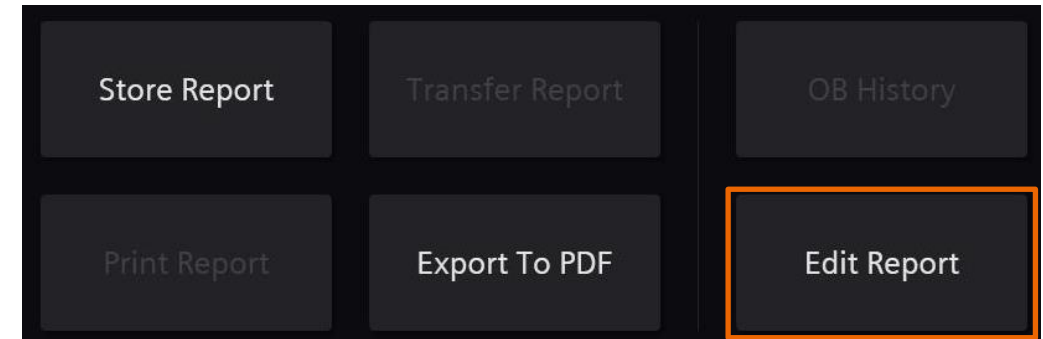 Store Report
Transfer Report
OB History
Print Report
Export To PDF
Edit Report